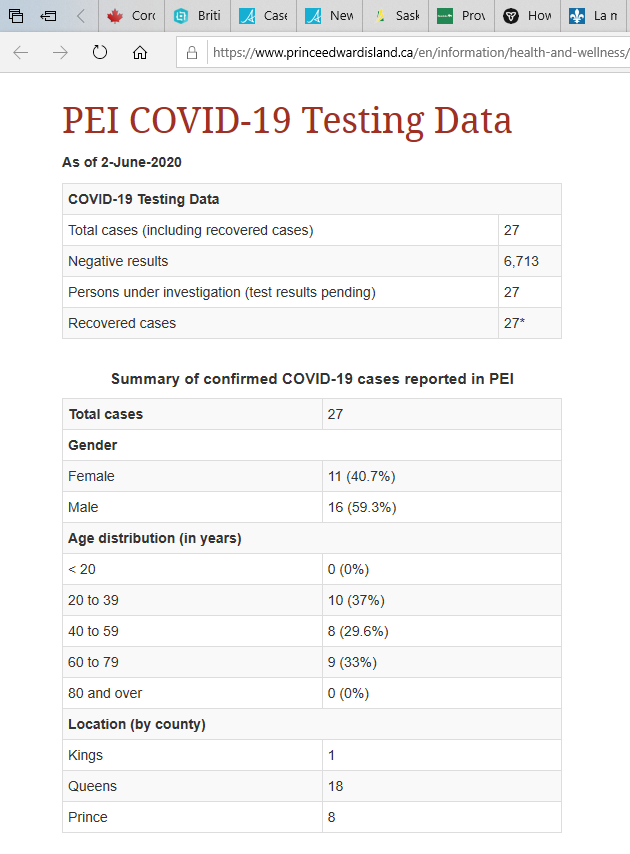 Corc
Briti
Case
New
Sask
Prov
How
La n
https://www.princeedwardisland.ca/en/information/health-and-wellness/
PEI COVID-19 Testing Data
As of 2-June-2020
COVID-19 Testing Data
Total cases (including recovered cases) 27
Negative results 6,713
Persons under investigation (test results pending) 27
Recovered cases 27*
Summary of confirmed COVID-19 cases reported in PEI
Total cases 27
Gender
Female 11 (40.7%)
Male 16 (59.3%)
Age distribution (in years)
< 20 0 (0%)
20 to 39 10 (37%)
40 to 59 8 (29.6%)
60 to 79 9 (33%)
80 and over 0 (0%)
Location (by county)
Kings 1
Queens 18
Prince 8